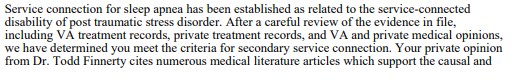 Service connection for sleep apnea has been established as related to the service-connected
disability of post traumatic stress disorder. After a careful review of the evidence in file,
including VA treatment records, private treatment records, and VA and private medical opinions,
we have determined you meet the criteria for secondary service connection. Your private opinion
from Dr. Todd Finnerty cites numerous medical literature articles which support the causal and